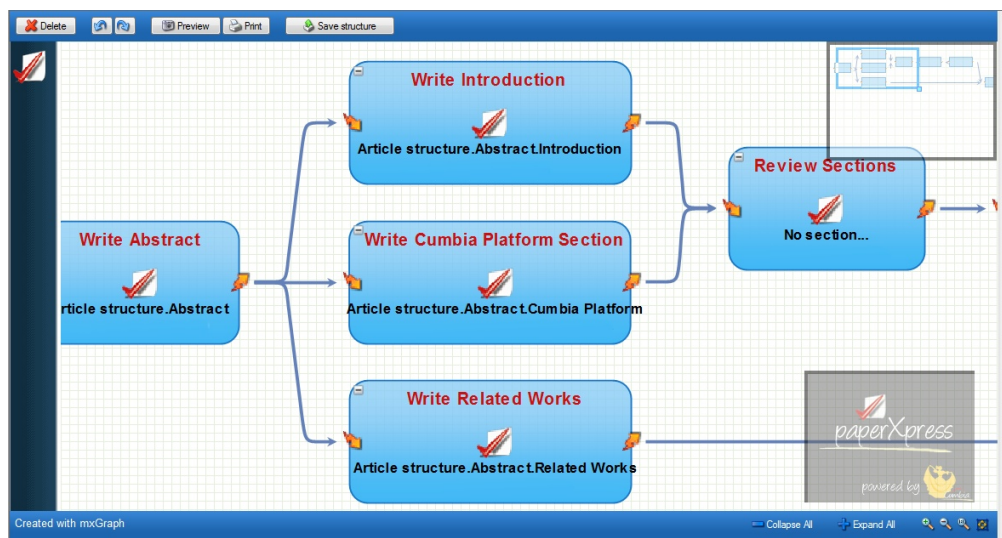 Delete
Preview
Print
Save structure
Write Introduction
Article structure.Abstract.Introduction
Review Sections
No section...
Write Abstract
rticle structure.Abstract
Write Cumbia Platform Section
Article structure.Abstract.Cumbia Platform
Write Related Works
Article structure.Abstract.Related Works
paperXpress
powered by
Cumbia
Created with mxGraph
Collapse All
Expand All